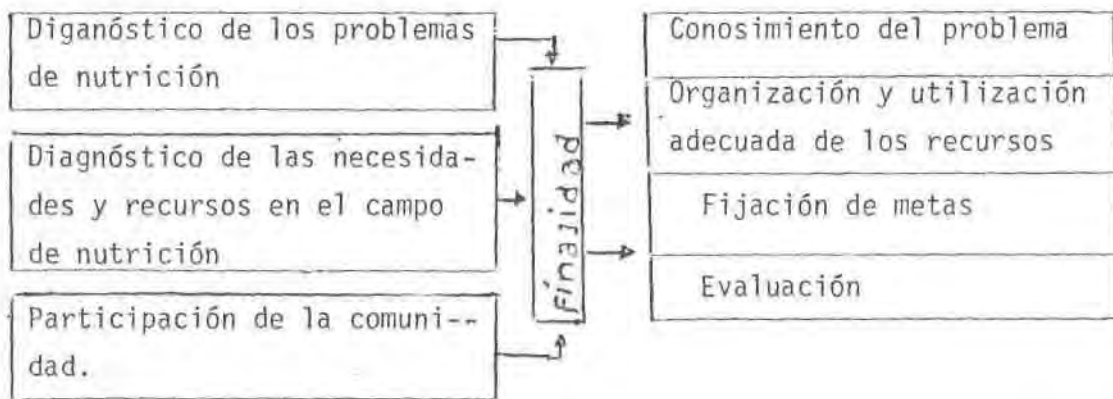 Diganóstico de los problemas
de nutrición
Diagnóstico de las necesida-
des y recursos en el campo
de nutrición
Participación de la comuni--
dad.
Finalidad
Conosimiento del problema
Organización y utilización
adecuada de los recursos
Fijación de metas
Evaluación